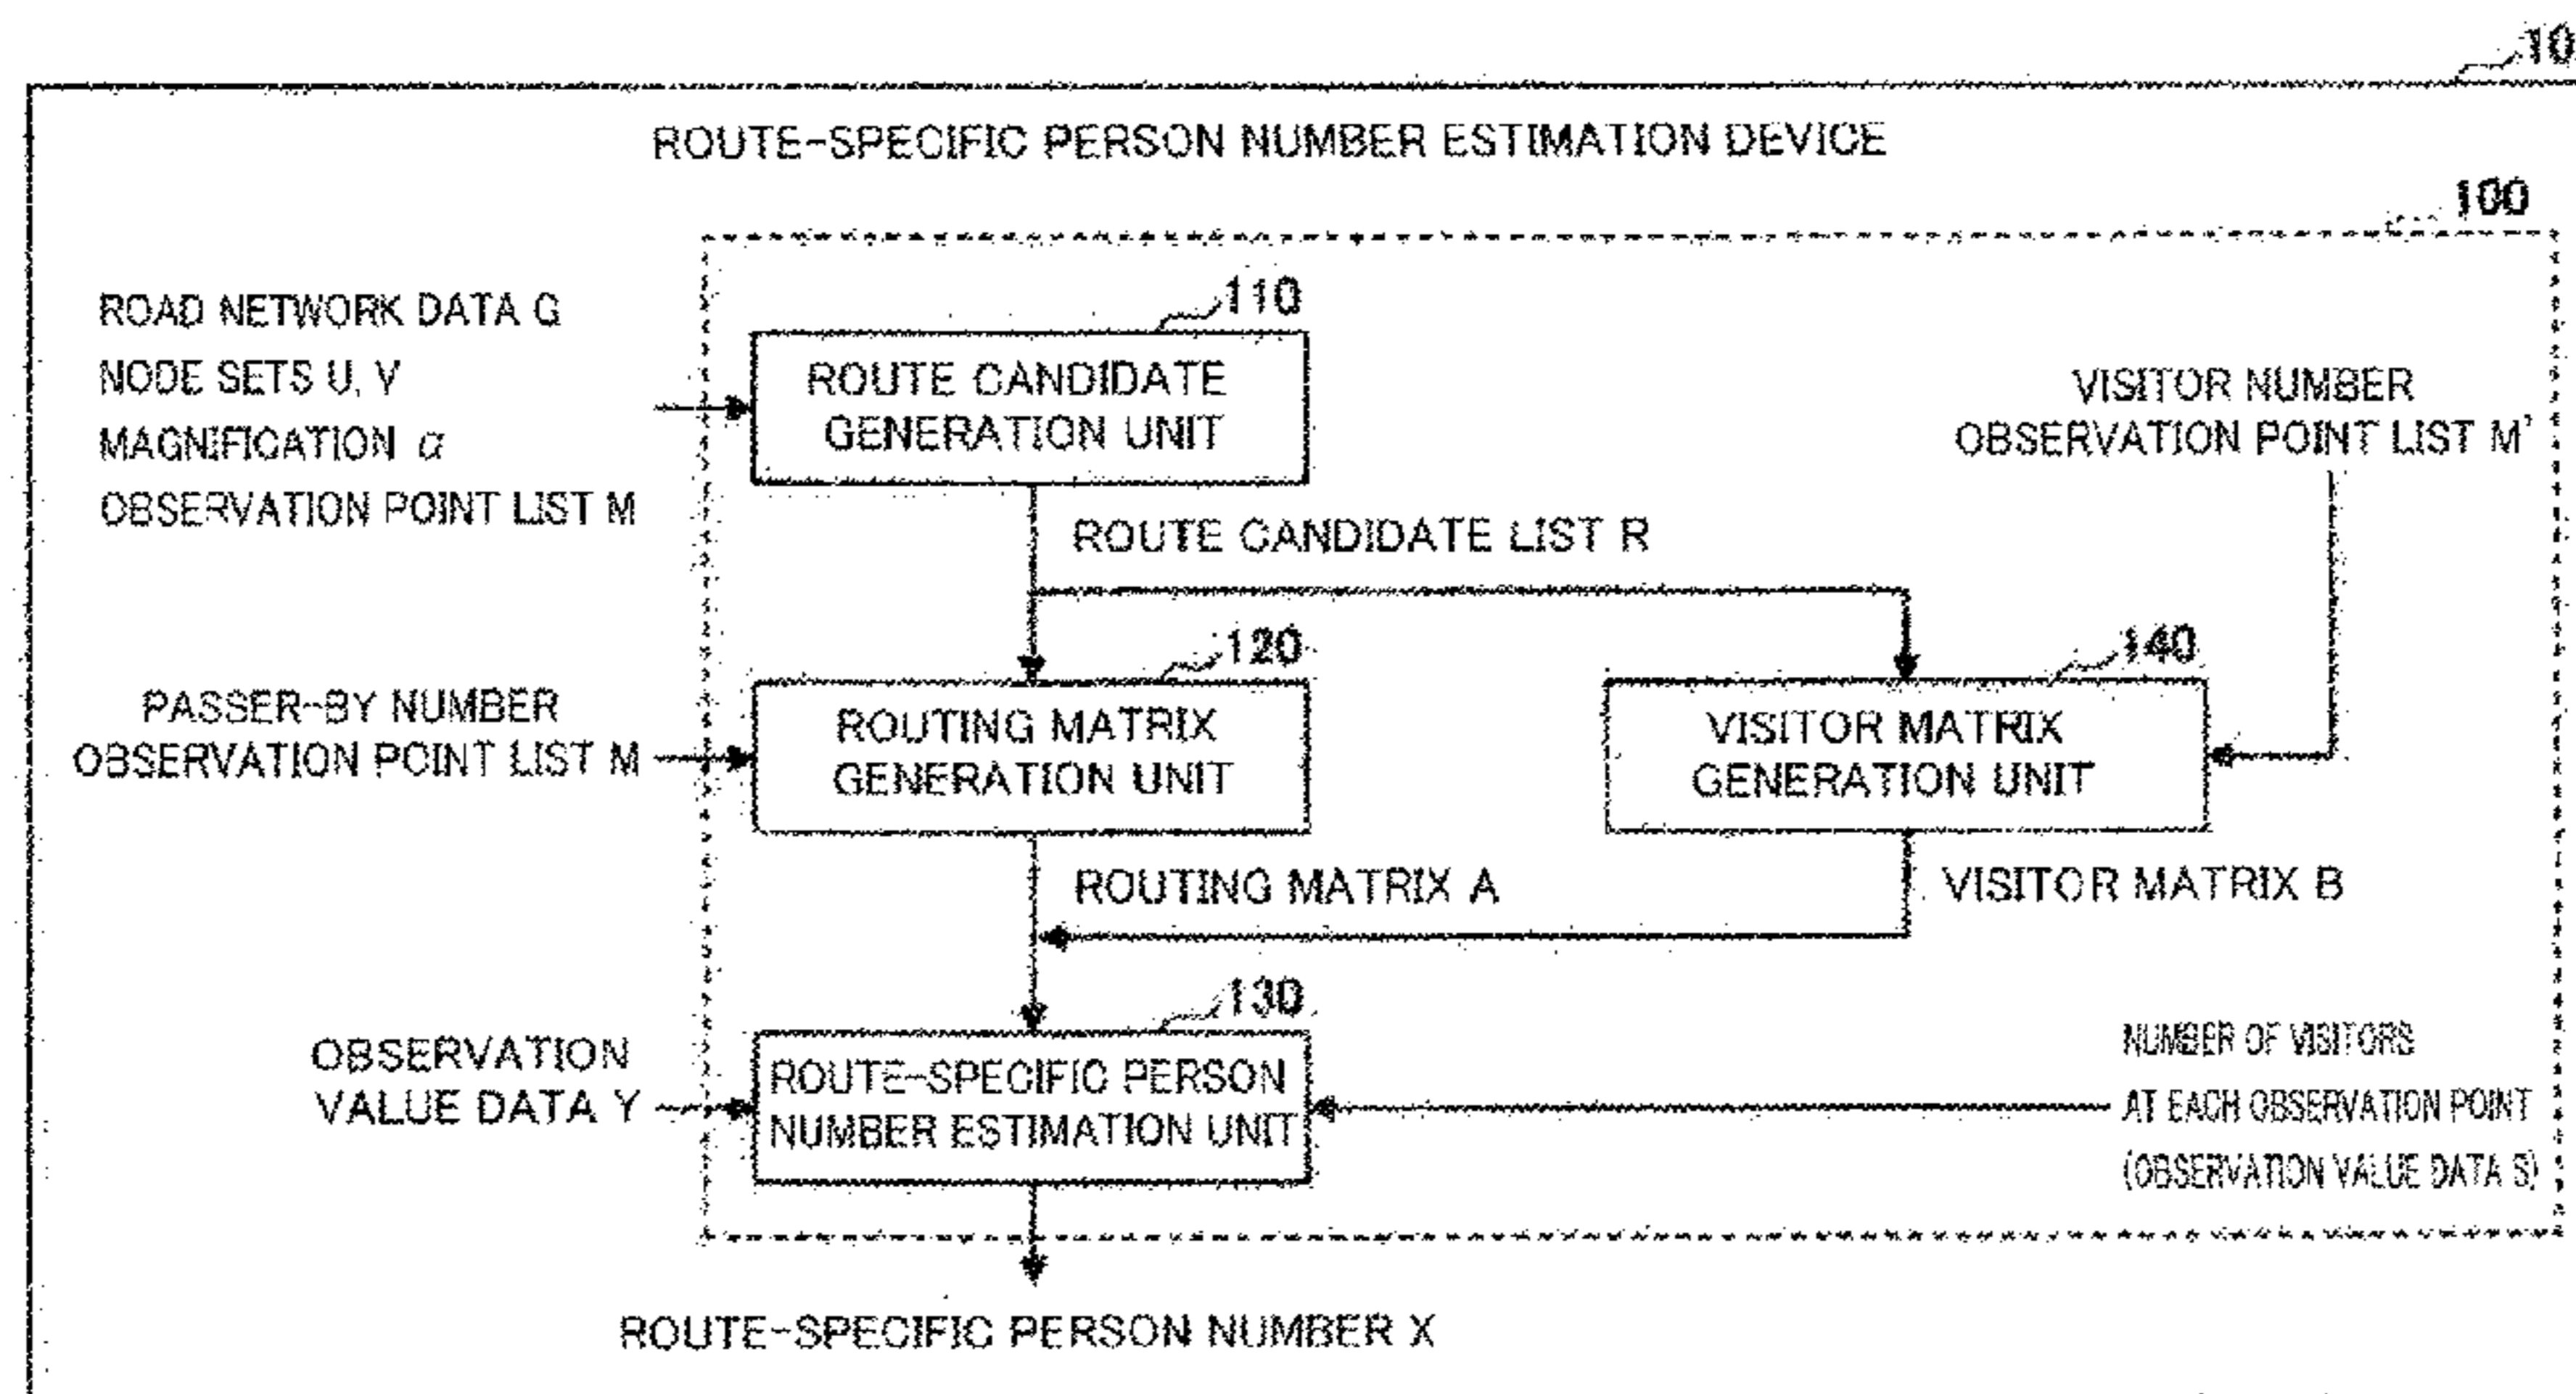 10
ROUTE-SPECIFIC PERSON NUMBER ESTIMATION DEVICE
100
ROAD NETWORK DATA G
NODE SETS U, V
MAGNIFICATION α
OBSERVATION POINT LIST M
110
ROUTE CANDIDATE
GENERATION UNIT
VISITOR NUMBER
OBSERVATION POINT LIST M'
ROUTE CANDIDATE LIST R
PASSER-BY NUMBER
OBSERVATION POINT LIST M
120
ROUTING MATRIX
GENERATION UNIT
140
VISITOR MATRIX
GENERATION UNIT
ROUTING MATRIX A
VISITOR MATRIX B
OBSERVATION
VALUE DATA Y
130
ROUTE-SPECIFIC PERSON
NUMBER ESTIMATION UNIT
NUMBER OF VISITORS
AT EACH OBSERVATION POINT
(OBSERVATION VALUE DATA S)
ROUTE-SPECIFIC PERSON NUMBER X